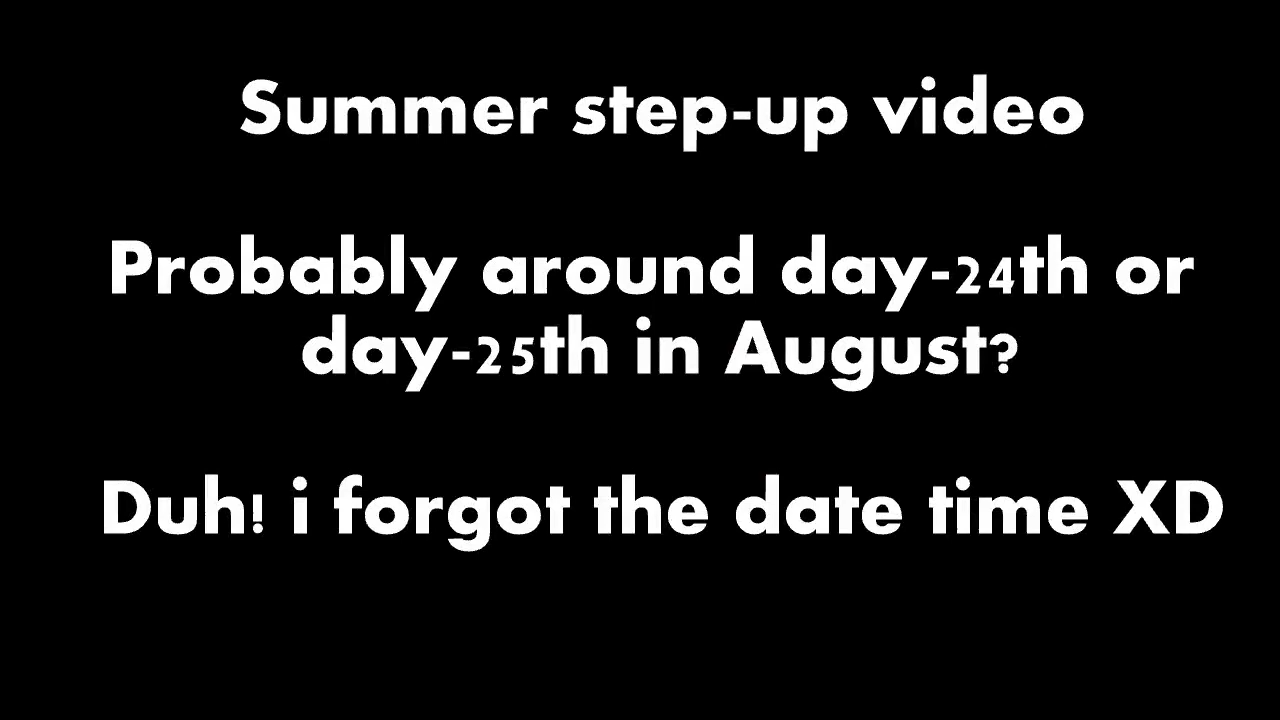 Summer step-up video
Probably around day-24th or
day-25th in August?
Duh! i forgot the date time XD